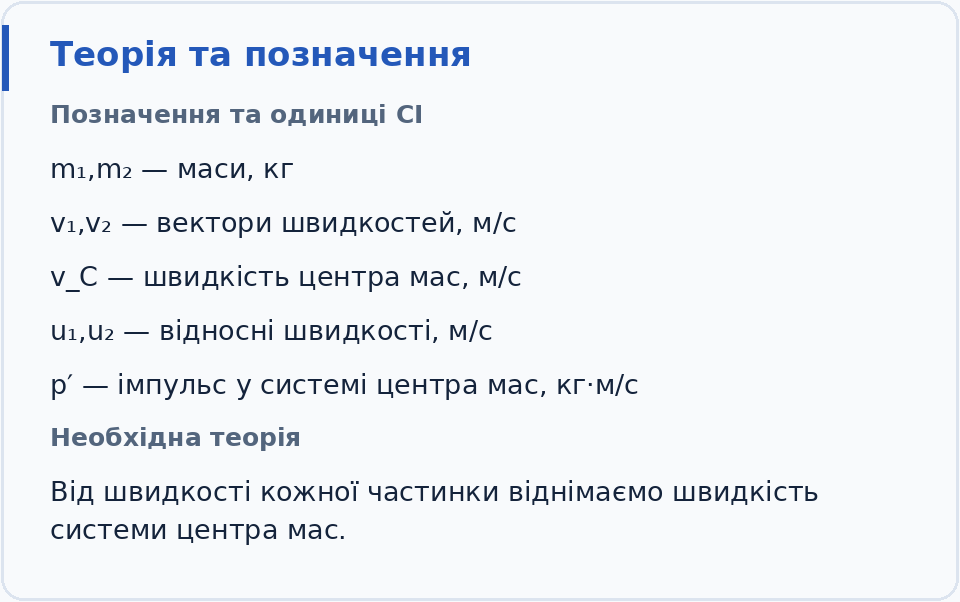 Теорія та позначення
Позначення та одиниці СІ
m₁,m₂ — маси, кг
v₁,v₂ — вектори швидкостей, м/с
v_C — швидкість центра мас, м/с
u₁,u₂ — відносні швидкості, м/с
p′ — імпульс у системі центра мас, кг·м/с
Необхідна теорія
Від швидкості кожної частинки віднімаємо швидкість
системи центра мас.